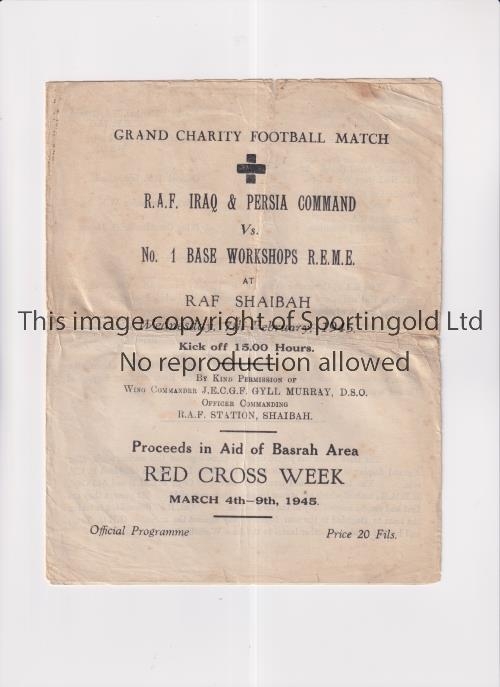 GRAND CHARITY FOOTBALL MATCH
R.A.F. IRAQ & PERSIA COMMAND
Vs.
No. 1 BASE WORKSHOPS R.E.M.E.
AT
RAF SHAIBAH
This image copyright of Sportingold Ltd
Wednesday, February, 1945.
Kick off 15.00 Hours.
No reproduction allowed
BY KIND PERMISSION OF
WING COMMANDER J.E.C.G.F. GYLL MURRAY, D.S.O.
OFFICER COMMANDING
R.A.F. STATION, SHAIBAH.
Proceeds in Aid of Basrah Area
RED CROSS WEEK
MARCH 4th-9th, 1945.
Official Programme Price 20 Fils.